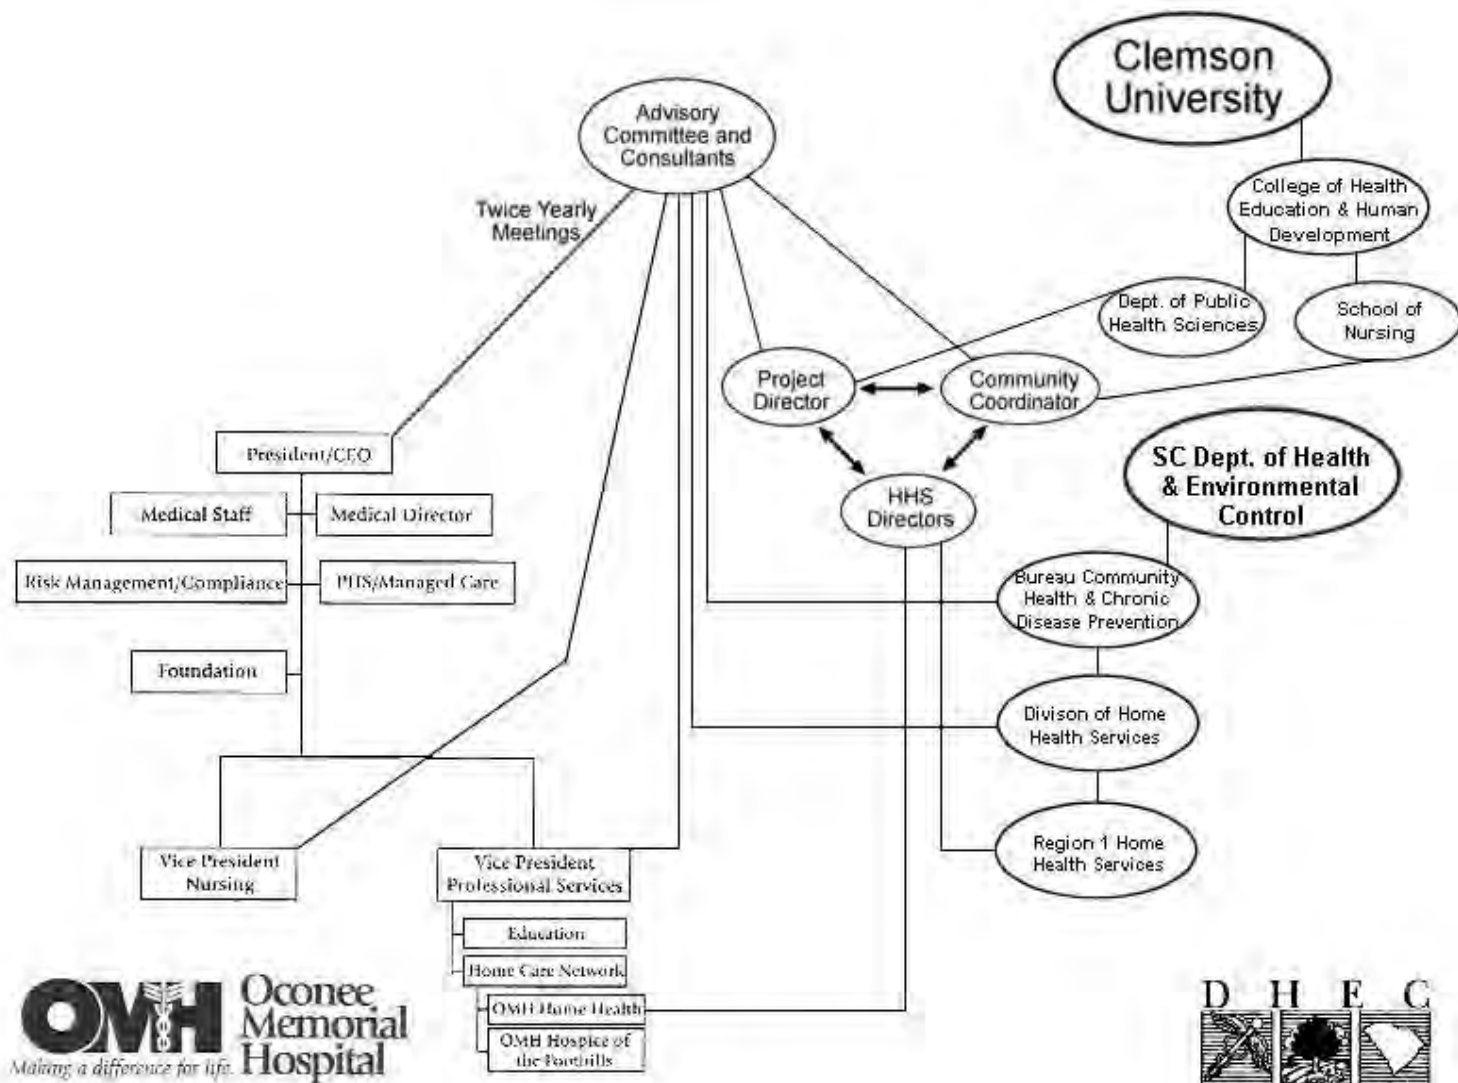 Clemson
University
Advisory
Committee and
Consultants
College of Health
Education & Human
Development
Twice Yearly
Meetings
Dept. of Public
Health Sciences
School of
Nursing
Project
Director
Community
Coordinator
President/CEO
SC Dept. of Health
& Environmental
Control
HHS
Directors
Medical Staff
Medical Director
Risk Management/Compliance
PHS/Managed Care
Bureau Community
Health & Chronic
Disease Prevention
Foundation
Divison of Home
Health Services
Region 1 Home
Health Services
Vice President
Nursing
Vice President
Professional Services
Education
Home Care Network
OMH Home Health
OMH Hospice of
the Foothills
OMH
Making a difference for life.
Oconee
Memorial
Hospital
D H E C